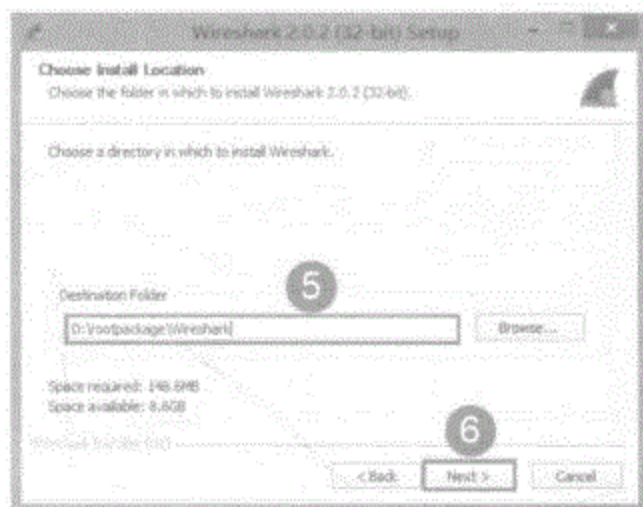 Wireshark 2.0.2 (32-bit) Setup
Choose Install Location
Choose the folder in which to install Wireshark 2.0.2 (32-bit).
Choose a directory in which to install Wireshark.
5
Destination Folder
D:\rootpackage\Wireshark
Browse...
Space required: 148.6MB
Space available: 8.6GB
6
< Back
Next >
Cancel